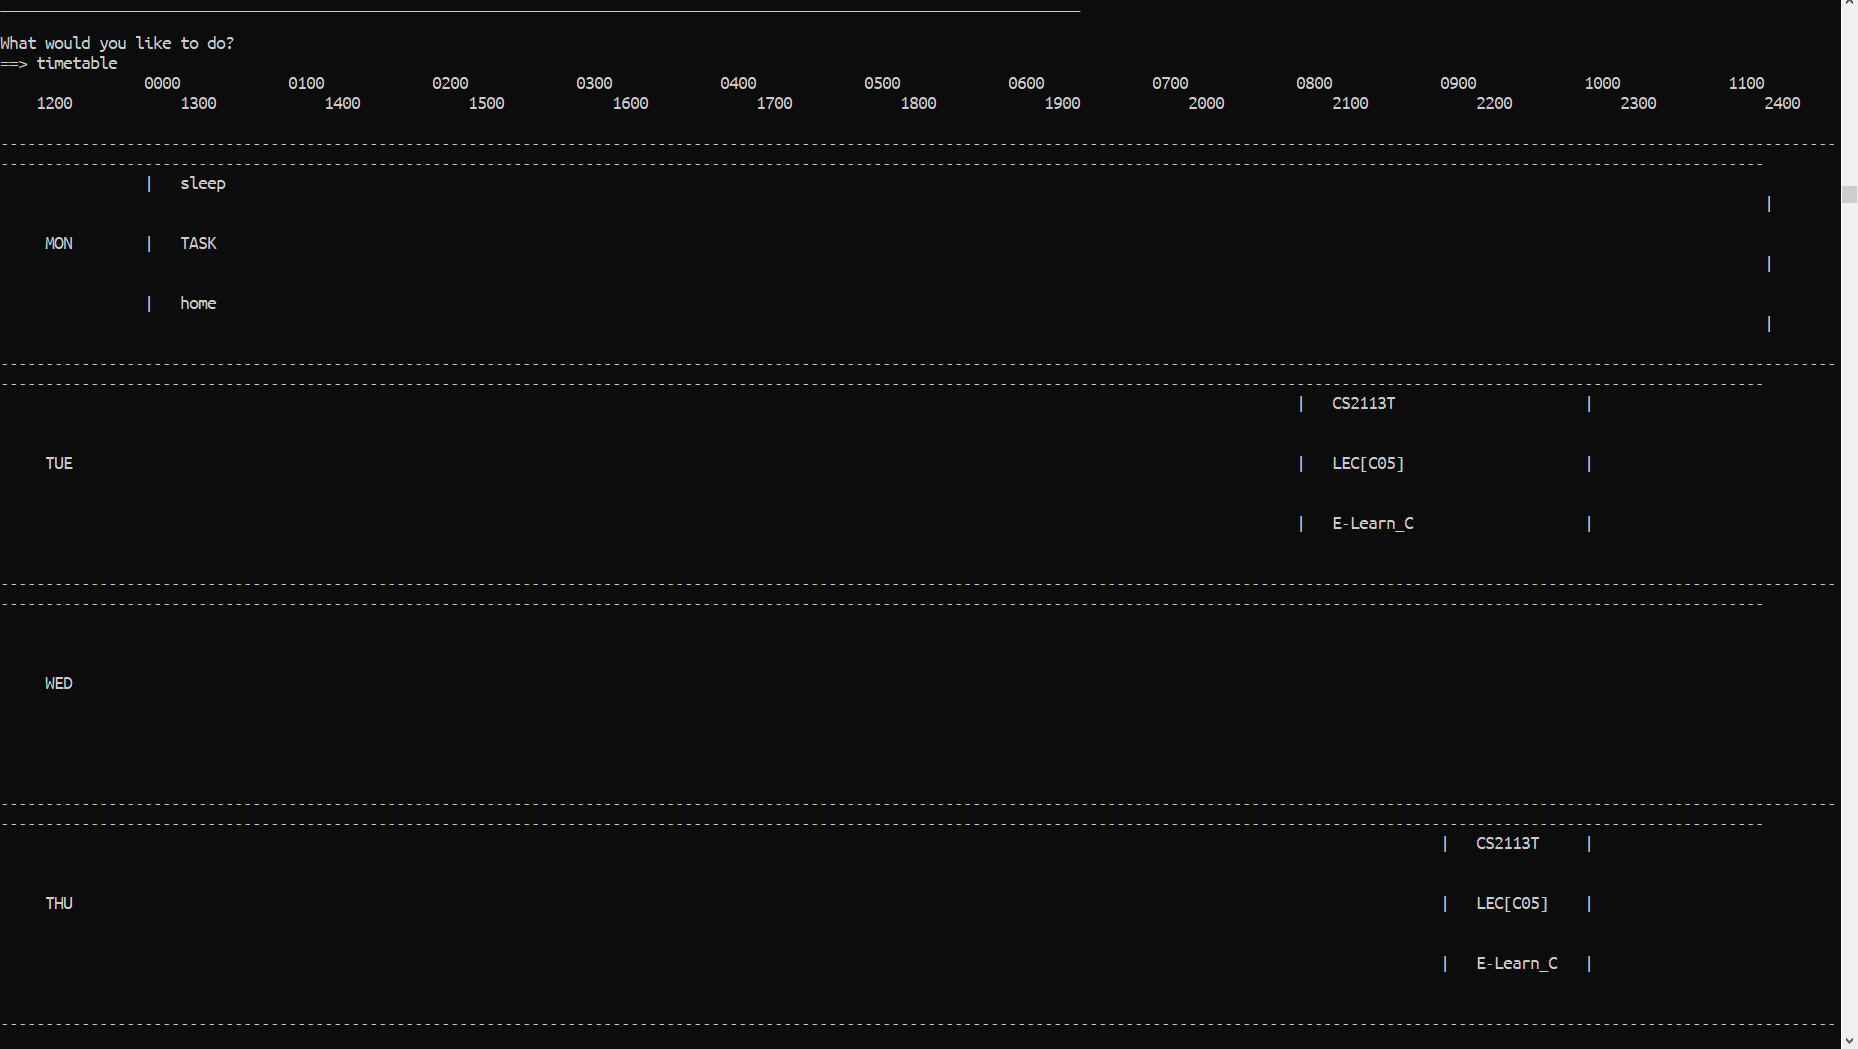 What would you like to do?
==> timetable
0000 0100 0200 0300 0400 0500 0600 0700 0800 0900 1000 1100
1200 1300 1400 1500 1600 1700 1800 1900 2000 2100 2200 2300 2400
| sleep
|
MON | TASK
|
| home
|
| CS2113T |
TUE | LEC[C05] |
| E-Learn_C |
WED
| CS2113T |
THU | LEC[C05] |
| E-Learn_C |